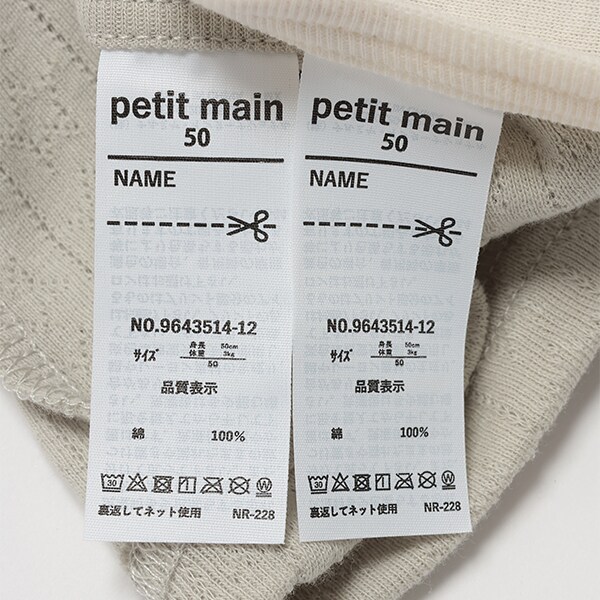 petit main
50
NAME
NO.9643514-12
サイズ 身長 50cm
体重 3kg
50
品質表示
綿 100%
30 W
裏返してネット使用 NR-228
petit main
50
NAME
NO.9643514-12
サイズ 身長 50cm
体重 3kg
50
品質表示
綿 100%
30 W
裏返してネット使用 NR-228